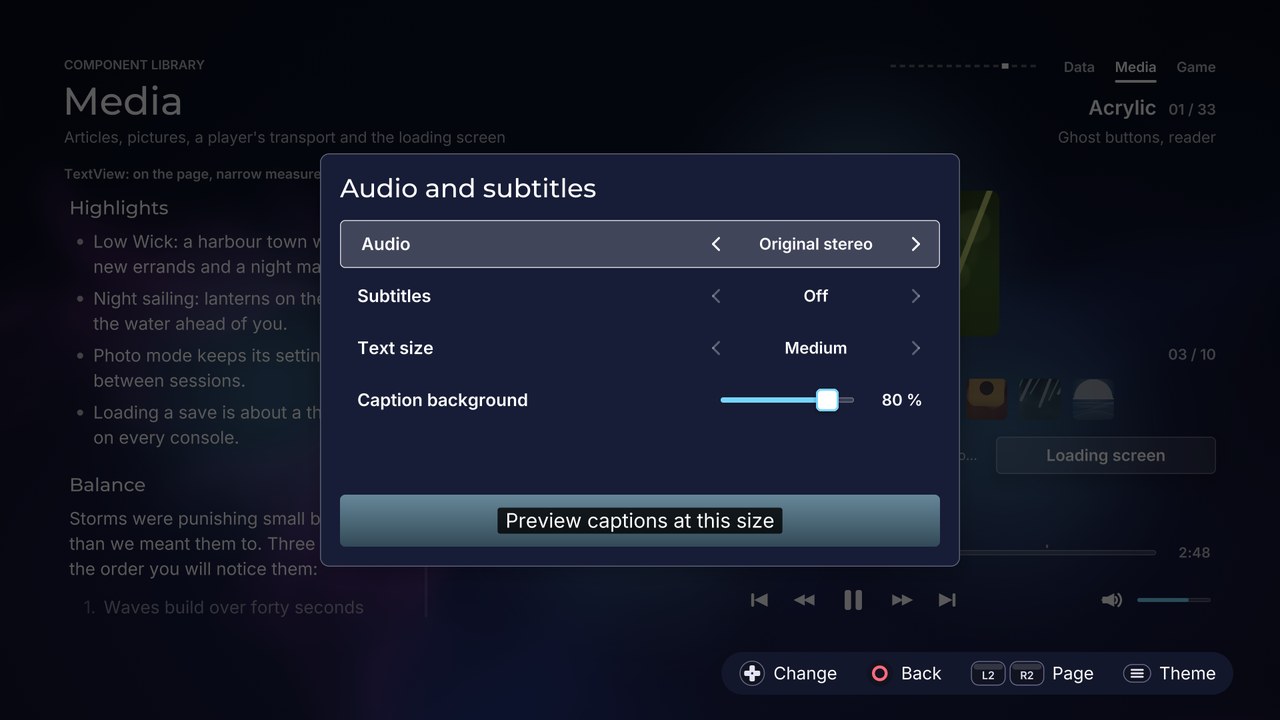 COMPONENT LIBRARY
Media
Articles, pictures, a player's transport and the loading screen
Data Media Game
Acrylic 01 / 33
Ghost buttons, reader
TextView: on the page, narrow measure
Highlights
• Low Wick: a harbour town
new errands and a night
• Night sailing: lanterns on the
the water ahead of you.
• Photo mode keeps its
between sessions.
• Loading a save is about a
on every console.
Balance
Storms were punishing small
than we meant them to. Three
the order you will notice them:
1. Waves build over forty seconds
Audio and subtitles
Audio Original stereo
Subtitles Off
Text size Medium
Caption background 80 %
Preview captions at this size
03 / 10
Loading screen
2:48
Change Back L2 R2 Page Theme